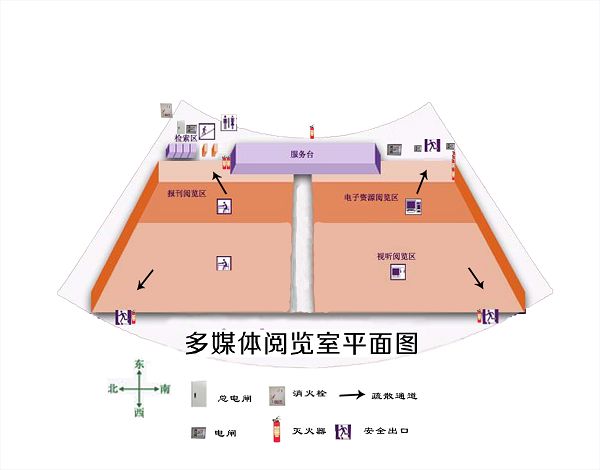 检索区
服务台
报刊阅览区
电子资源阅览区
视听阅览区
多媒体阅览室平面图
东
北 南
西
总电闸 消火栓 疏散通道
电闸 灭火器 安全出口